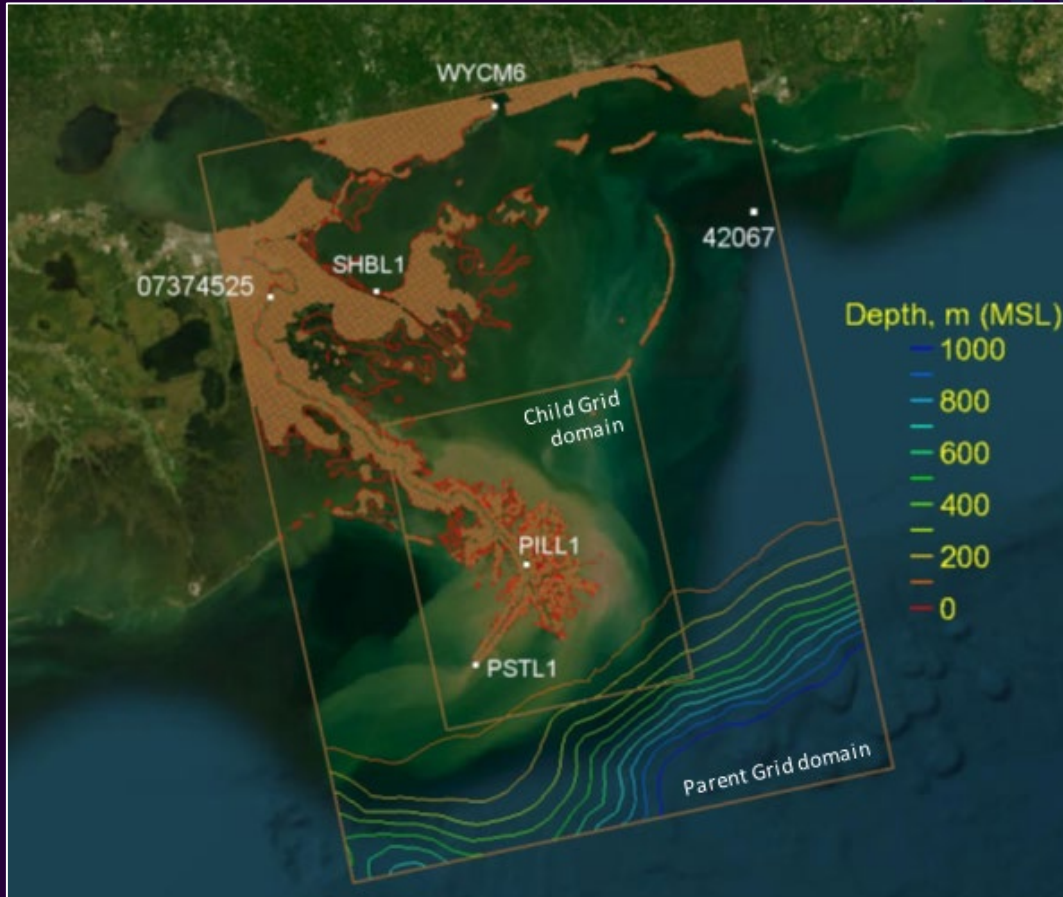 WYCM6
42067
SHBL1
07374525
Depth, m (MSL)
1000
800
600
400
200
0
Child Grid
domain
PILL1
PSTL1
Parent Grid domain